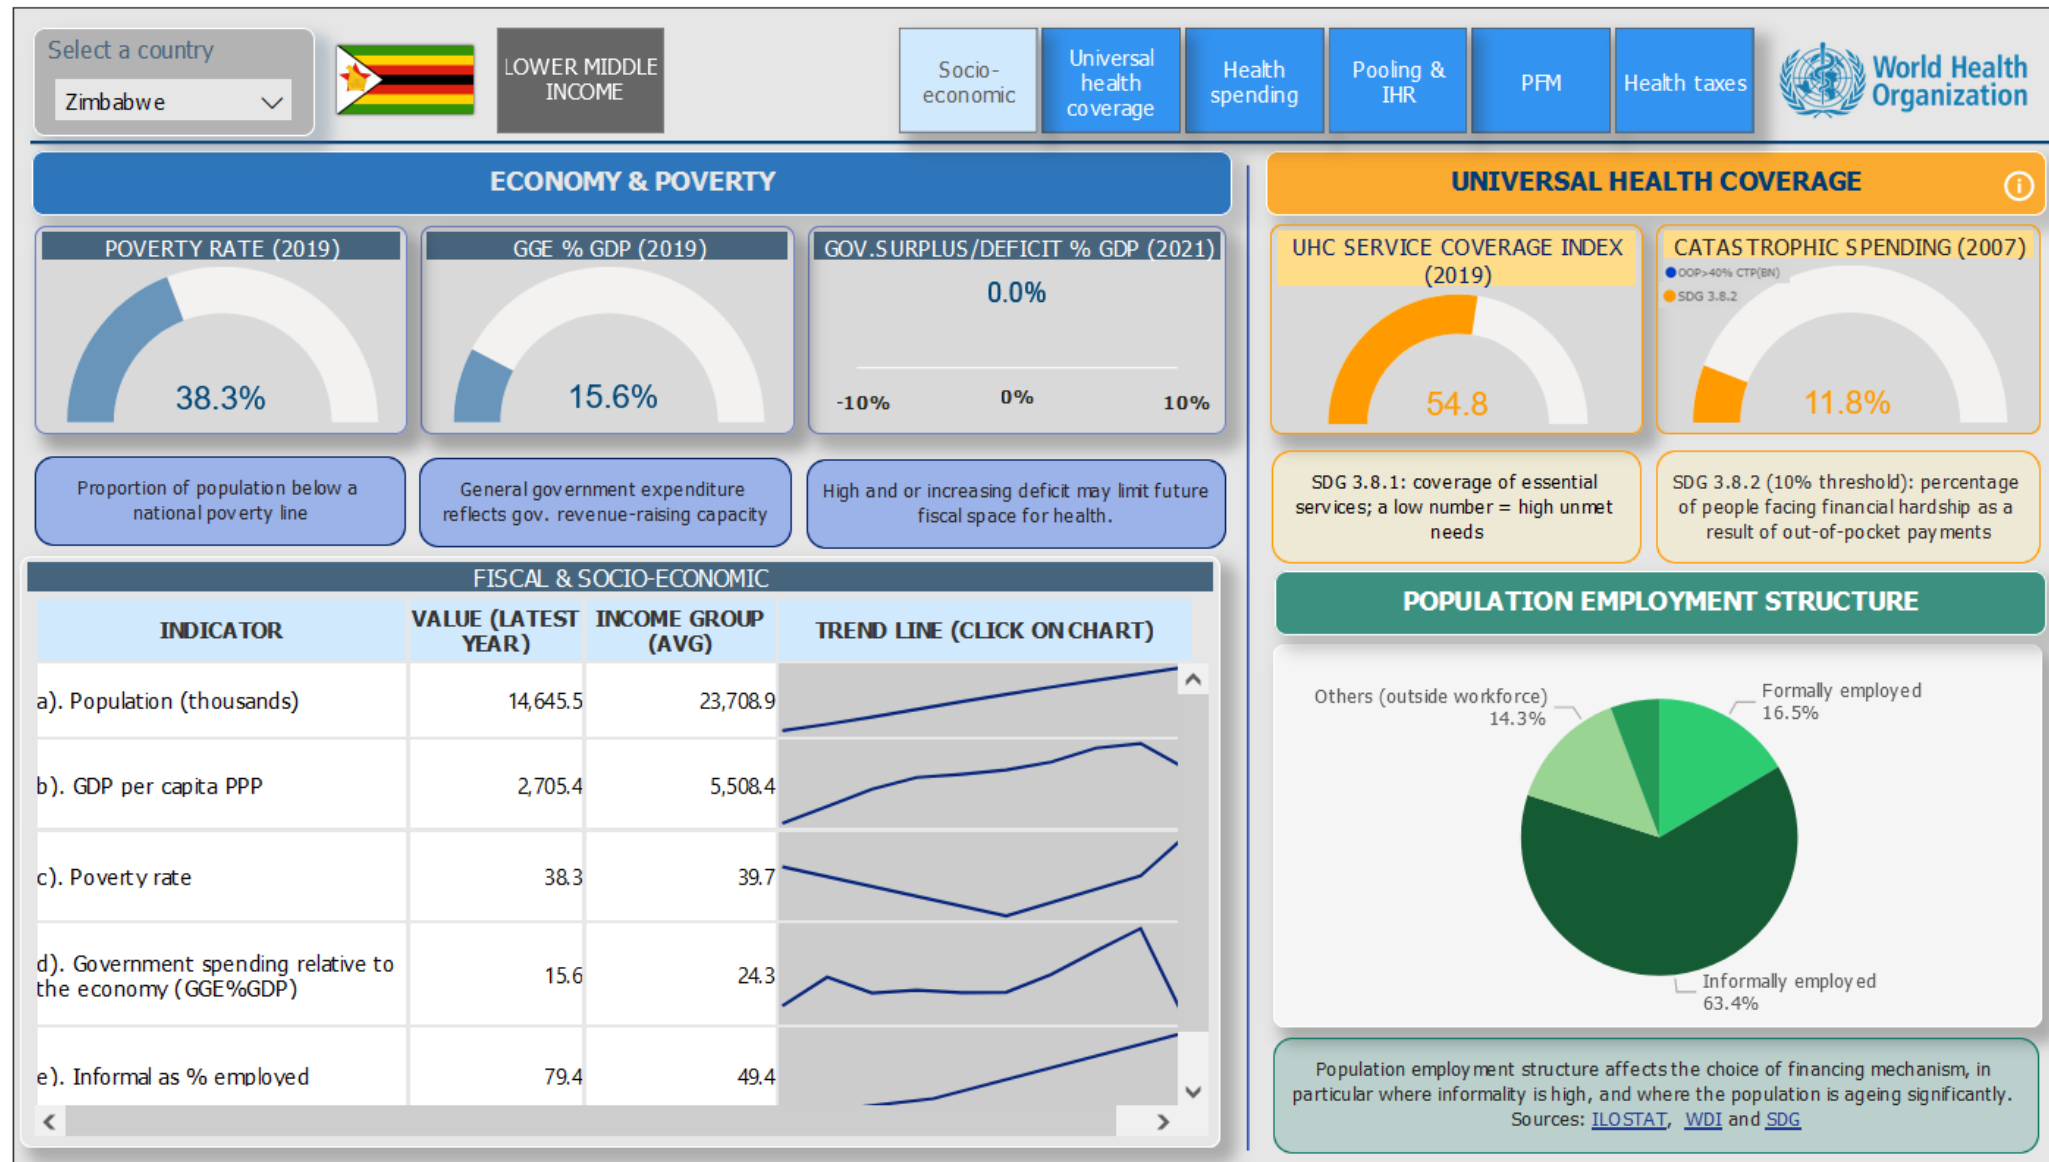 Select a country
Zimbabwe
LOWER MIDDLE
INCOME
Socio-
economic
Universal
health
coverage
Health
spending
Pooling &
IHR
PFM
Health taxes
World Health
Organization
ECONOMY & POVERTY
POVERTY RATE (2019)
38.3%
GGE % GDP (2019)
15.6%
GOV.SURPLUS/DEFICIT % GDP (2021)
0.0%
-10%
0%
10%
Proportion of population below a
national poverty line
General government expenditure
reflects gov. revenue-raising capacity
High and or increasing deficit may limit future
fiscal space for health.
FISCAL & SOCIO-ECONOMIC
INDICATOR
VALUE (LATEST
YEAR)
INCOME GROUP
(AVG)
TREND LINE (CLICK ON CHART)
a). Population (thousands)
14,645.5
23,708.9
b). GDP per capita PPP
2,705.4
5,508.4
c). Poverty rate
38.3
39.7
d). Government spending relative to
the economy (GGE%GDP)
15.6
24.3
e). Informal as % employed
79.4
49.4
UNIVERSAL HEALTH COVERAGE
UHC SERVICE COVERAGE INDEX
(2019)
54.8
CATASTROPHIC SPENDING (2007)
OOP>40% CTP(BN)
SDG 3.8.2
11.8%
SDG 3.8.1: coverage of essential
services; a low number = high unmet
needs
SDG 3.8.2 (10% threshold): percentage
of people facing financial hardship as a
result of out-of-pocket payments
POPULATION EMPLOYMENT STRUCTURE
Others (outside workforce)
14.3%
Formally employed
16.5%
Informally employed
63.4%
Population employment structure affects the choice of financing mechanism, in
particular where informality is high, and where the population is ageing significantly.
Sources: ILOSTAT, WDI and SDG